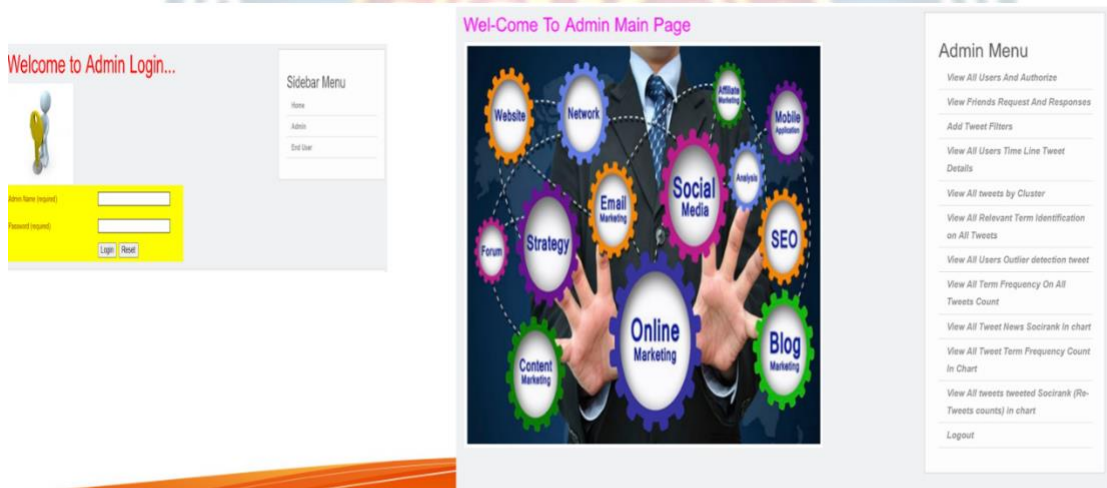 Welcome to Admin Login...
Admin Name (required)
Password (required)
Login Reset
Sidebar Menu
Home
Admin
End User
Wel-Come To Admin Main Page
Website
Network
Affiliate
Marketing
Mobile
Application
Email
Marketing
Social
Media
Analysis
Forum
Strategy
SEO
Online
Marketing
Content
Marketing
Blog
Marketing
Admin Menu
View All Users And Authorize
View Friends Request And Responses
Add Tweet Filters
View All Users Time Line Tweet
Details
View All tweets by Cluster
View All Relevant Term Identification
on All Tweets
View All Users Outlier detection tweet
View All Term Frequency On All
Tweets Count
View All Tweet News Socirank In chart
View All Tweet Term Frequency Count
In Chart
View All tweets tweeted Socirank (Re-
Tweets counts) in chart
Logout